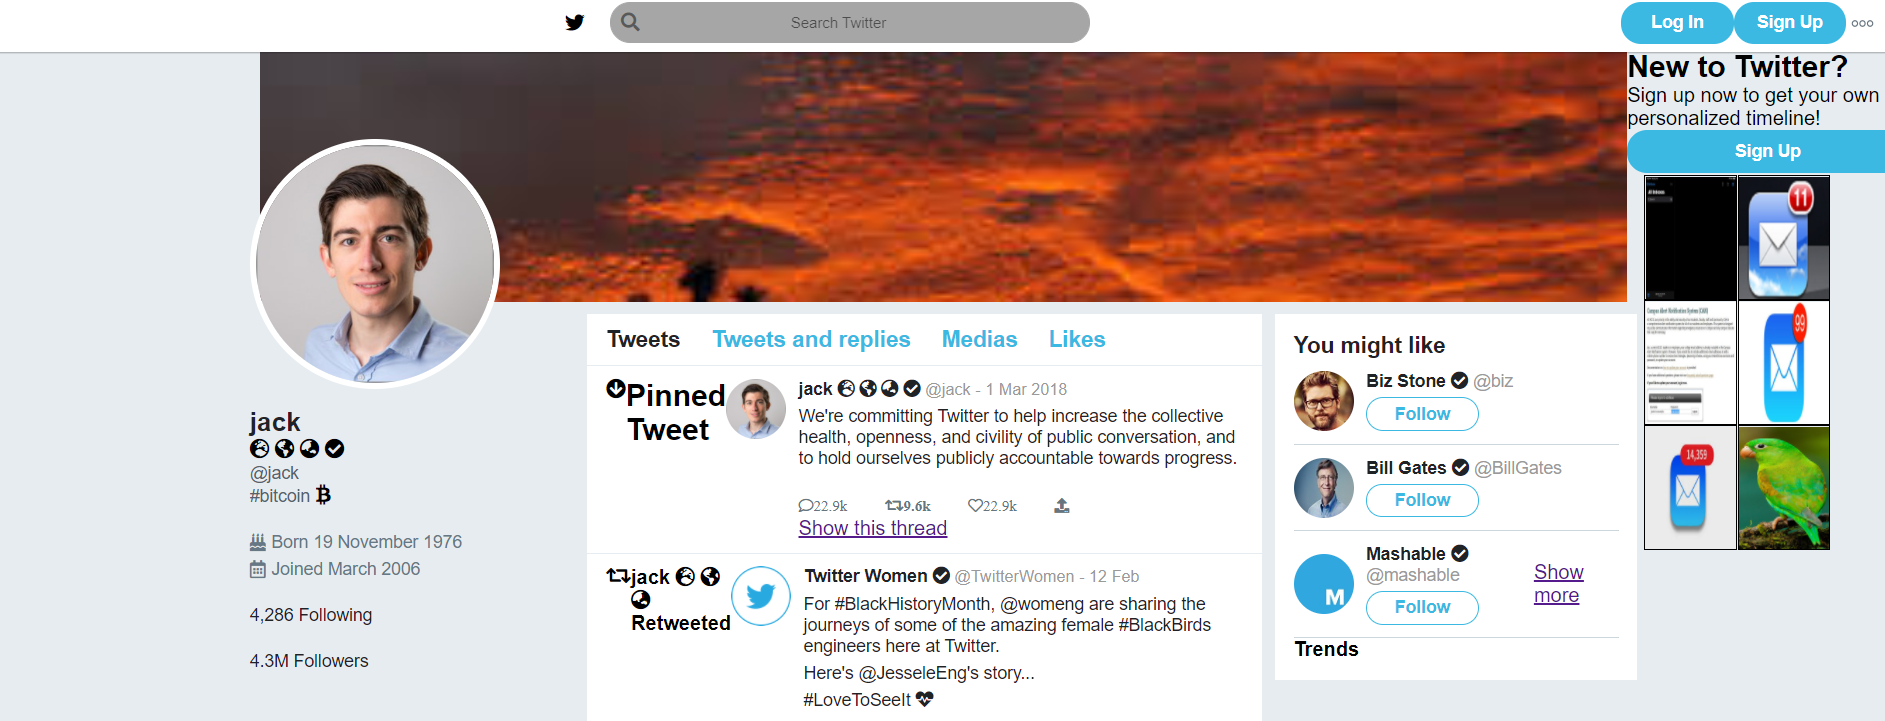 Search Twitter
Log In
Sign Up
New to Twitter?
Sign up now to get your own
personalized timeline!
Sign Up
11
99
14,359
jack
@jack
#bitcoin
Born 19 November 1976
Joined March 2006
4,286 Following
4.3M Followers
Tweets
Tweets and replies
Medias
Likes
Pinned
Tweet
jack @jack - 1 Mar 2018
We're committing Twitter to help increase the collective
health, openness, and civility of public conversation, and
to hold ourselves publicly accountable towards progress.
22.9k
9.6k
22.9k
Show this thread
jack
Retweeted
Twitter Women @TwitterWomen - 12 Feb
For #BlackHistoryMonth, @womeng are sharing the
journeys of some of the amazing female #BlackBirds
engineers here at Twitter.
Here's @JesseleEng's story...
#LoveToSeeIt
You might like
Biz Stone @biz
Follow
Bill Gates @BillGates
Follow
M
Mashable
@mashable
Follow
Show
more
Trends